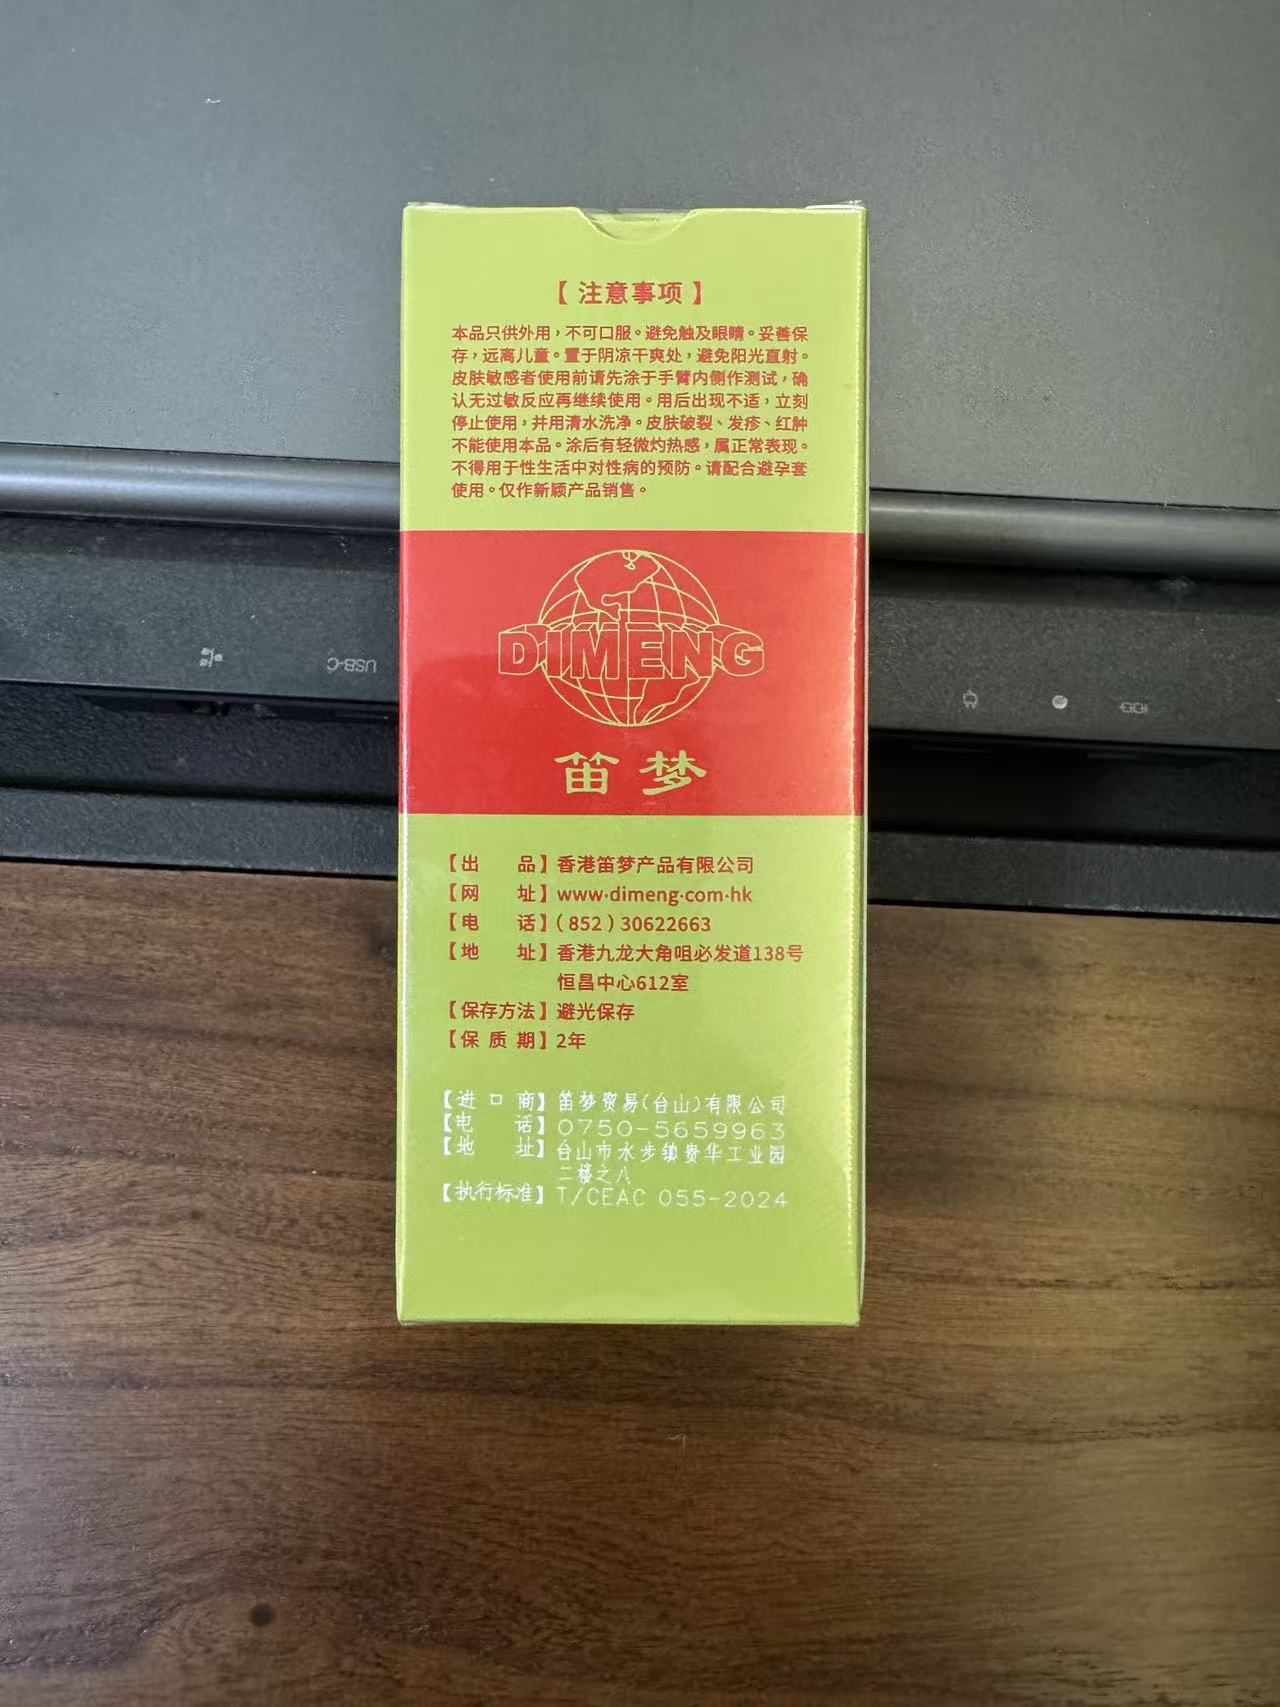 【注意事项】
本品只供外用，不可口服。避免触及眼睛。妥善保
存，远离儿童。置于阴凉干爽处，避免阳光直射。
皮肤敏感者使用前请先涂于手臂内侧作测试，确
认无过敏反应再继续使用。用后出现不适，立刻
停止使用，并用清水洗净。皮肤破裂、发疹、红肿
不能使用本品。涂后有轻微灼热感，属正常表现。
不得用于性生活中对性病的预防。请配合避孕套
使用。仅作新颖产品销售。
DIMENG
笛梦
USB-C
【出 品】香港笛梦产品有限公司
【网 址】www·dimeng·com·hk
【电 话】（852）30622663
【地 址】香港九龙大角咀必发道138号
恒昌中心612室
【保存方法】避光保存
【保 质 期】2年
【进 口 商】笛梦贸易(台山)有限公司
【电 话】0750-5659963
【地 址】台山市水步镇贵华工业园
二楼之八
【执行标准】T/CEAC 055-2024